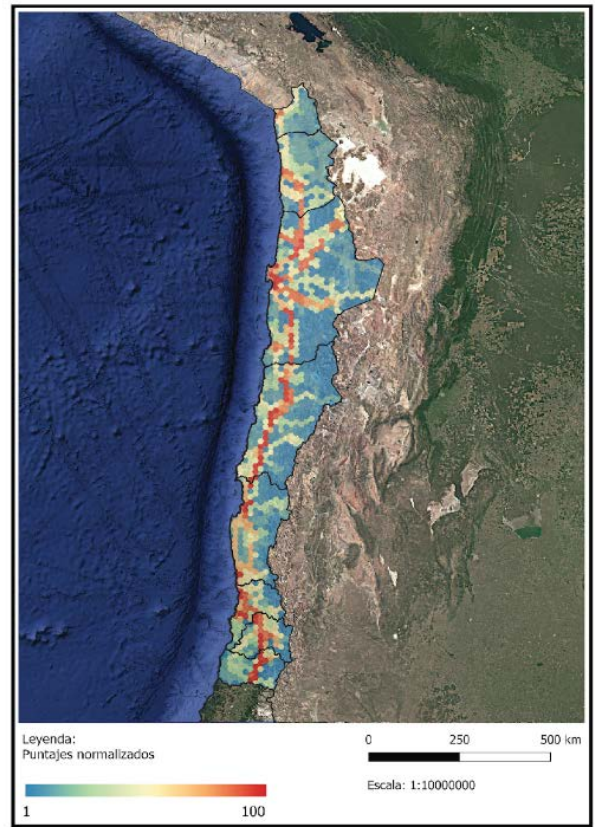 Leyenda:
Puntajes normalizados
1 100
0 250 500 km
Escala: 1:10000000